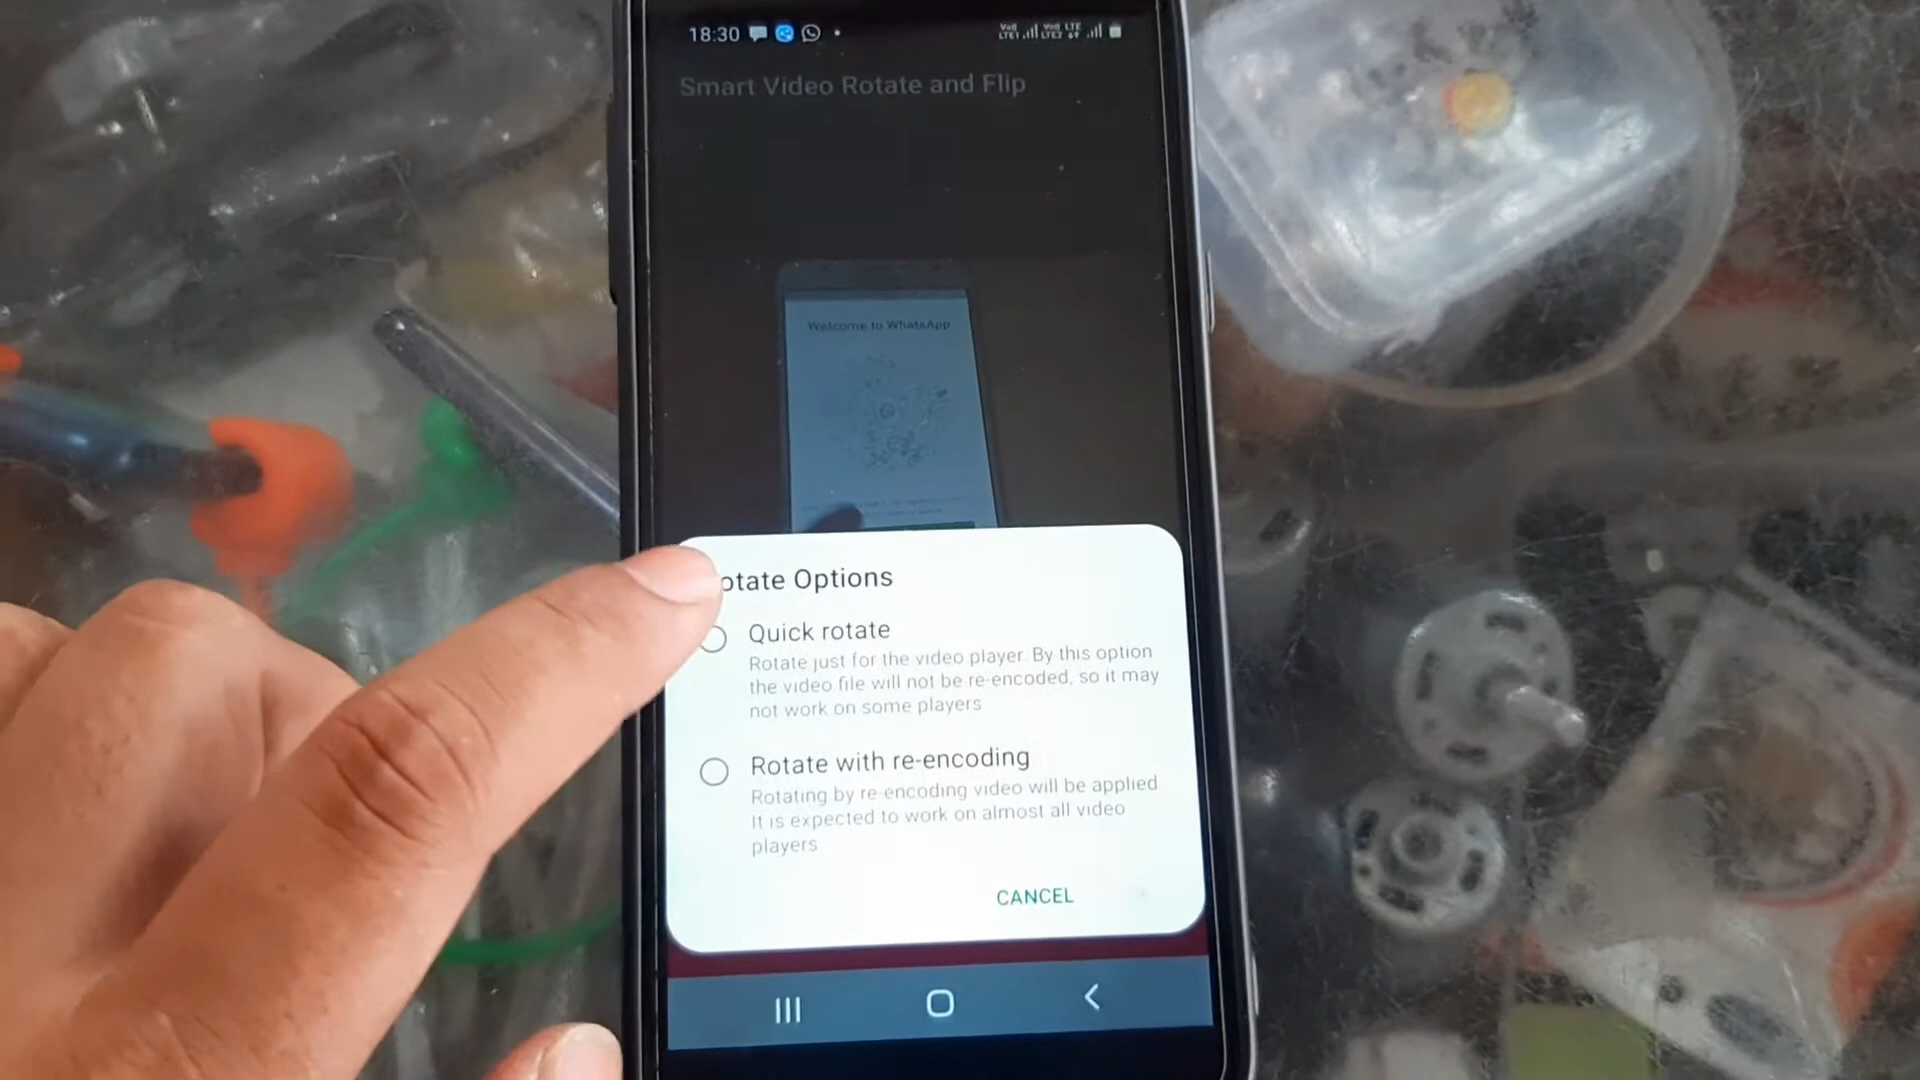 18:30
Smart Video Rotate and Flip
Welcome to WhatsApp
otate Options
Quick rotate
Rotate just for the video player. By this option
the video file will not be re-encoded, so it may
not work on some players
Rotate with re-encoding
Rotating by re-encoding video will be applied.
It is expected to work on almost all video
players
CANCEL